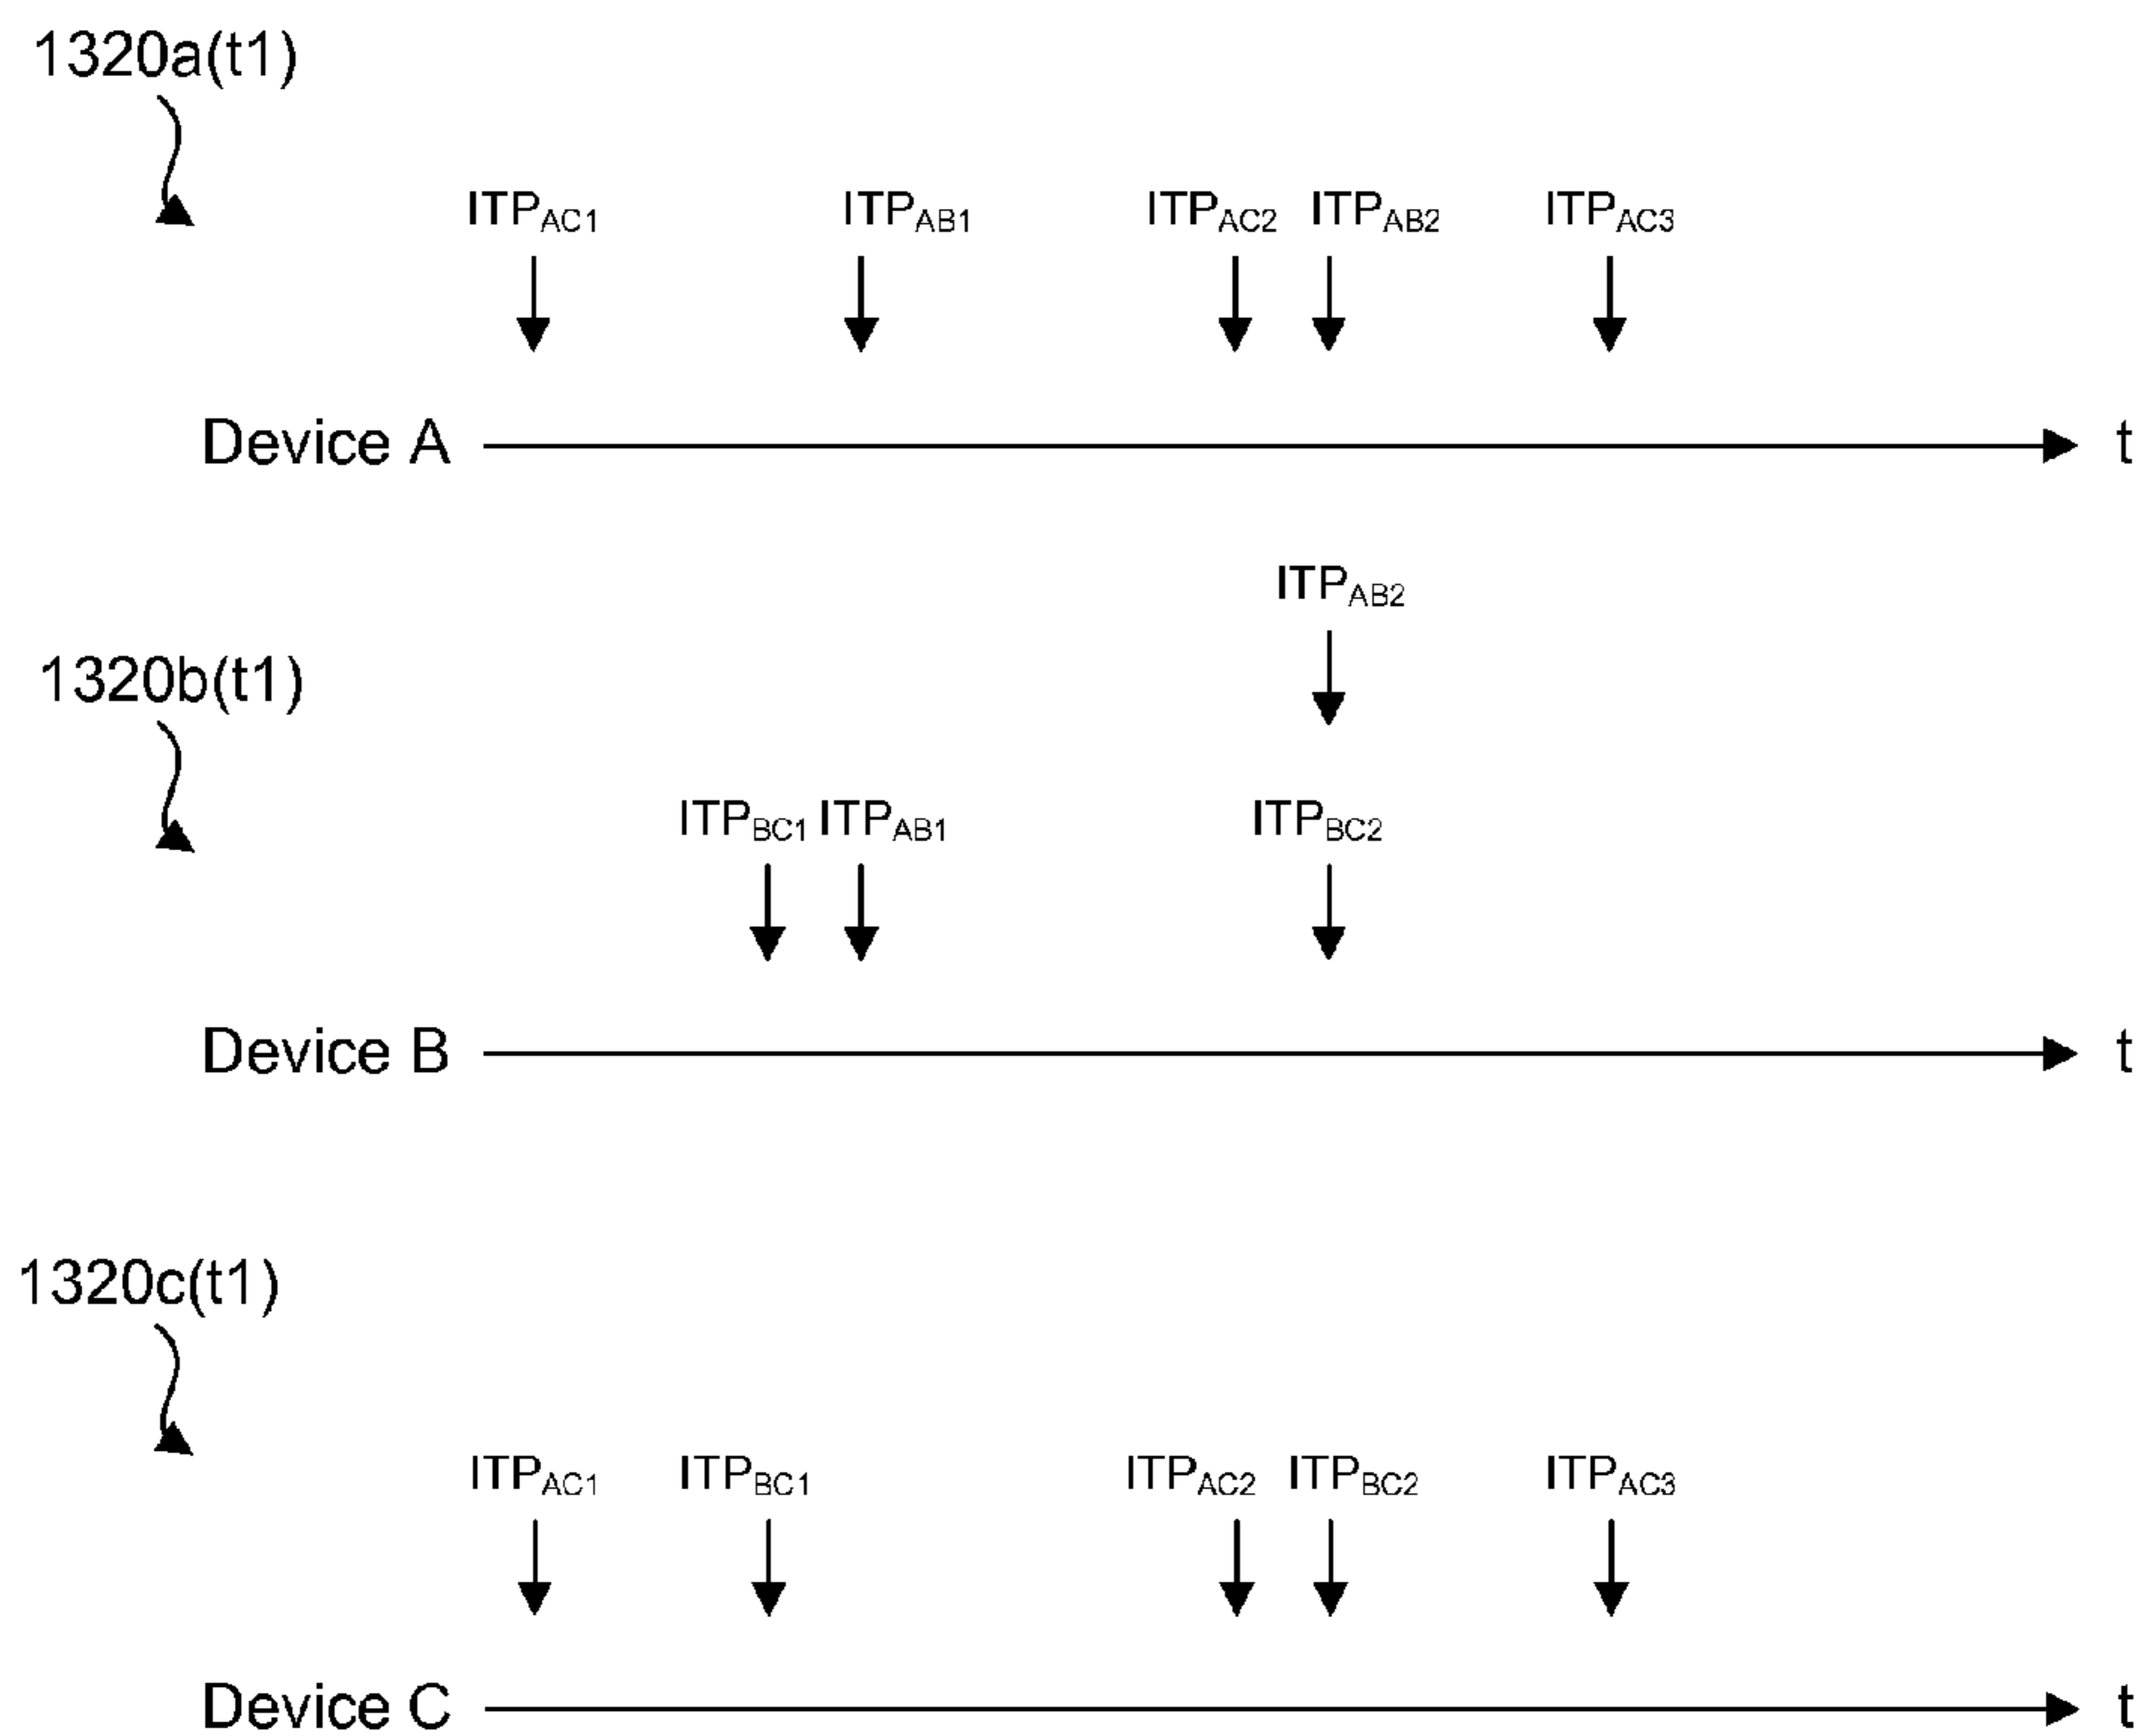 1320a(t1)
ITPAC1 ITPAB1 ITPAC2 ITPAB2 ITPAC3
Device A t
ITPAB2
1320b(t1)
ITPBC1 ITPAB1 ITPBC2
Device B t
1320c(t1)
ITPAC1 ITPBC1 ITPAC2 ITPBC2 ITPAC3
Device C t